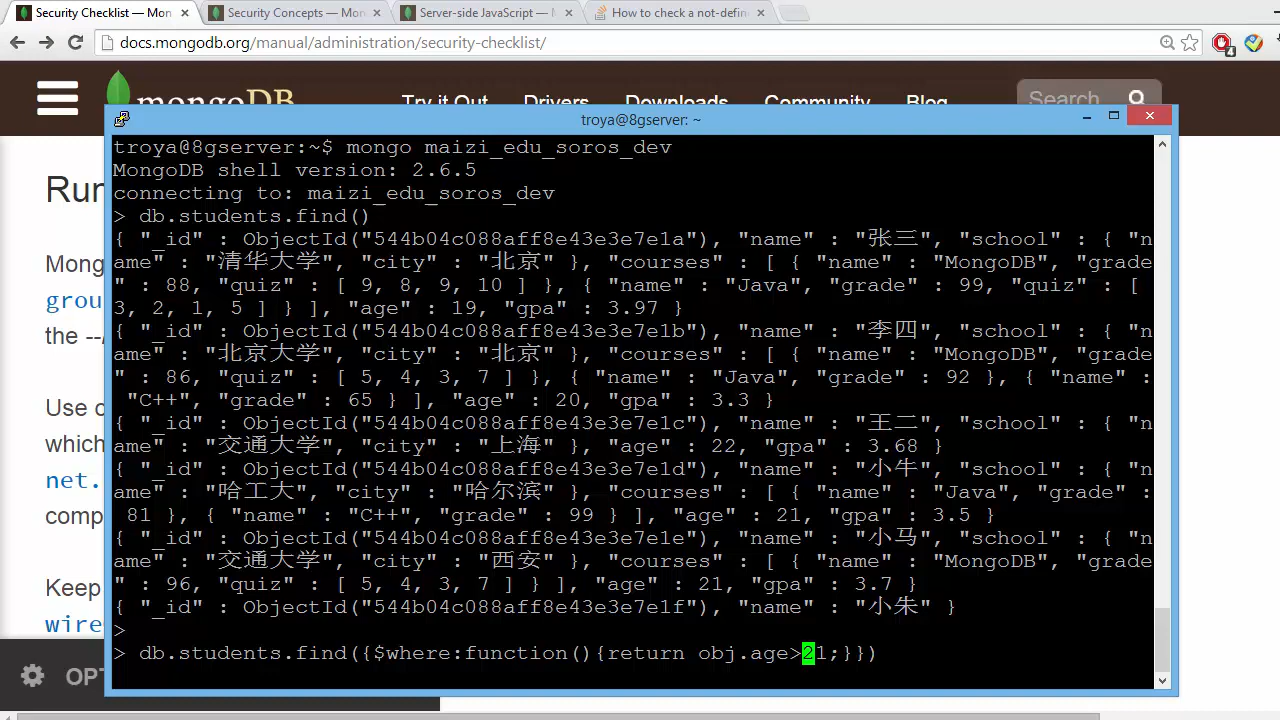 Security Checklist — Mon
Security Concepts — Mon
Server-side JavaScript — M
How to check a not-defin
docs.mongodb.org/manual/administration/security-checklist/
4
mongoDB
Try it Out Drivers Downloads Community Blog
Search
troya@8gserver: ~
troya@8gserver:~$ mongo maizi_edu_soros_dev
MongoDB shell version: 2.6.5
connecting to: maizi_edu_soros_dev
> db.students.find()
{ "_id" : ObjectId("544b04c088aff8e43e3e7e1a"), "name" : "张三", "school" : { "n
ame" : "清华大学", "city" : "北京" }, "courses" : [ { "name" : "MongoDB", "grade
" : 88, "quiz" : [ 9, 8, 9, 10 ] }, { "name" : "Java", "grade" : 99, "quiz" : [
3, 2, 1, 5 ] } ], "age" : 19, "gpa" : 3.97 }
{ "_id" : ObjectId("544b04c088aff8e43e3e7e1b"), "name" : "李四", "school" : { "n
ame" : "北京大学", "city" : "北京" }, "courses" : [ { "name" : "MongoDB", "grade
" : 86, "quiz" : [ 5, 4, 3, 7 ] }, { "name" : "Java", "grade" : 92 }, { "name" :
"C++", "grade" : 65 } ], "age" : 20, "gpa" : 3.3 }
{ "_id" : ObjectId("544b04c088aff8e43e3e7e1c"), "name" : "王二", "school" : { "n
ame" : "交通大学", "city" : "上海" }, "age" : 22, "gpa" : 3.68 }
{ "_id" : ObjectId("544b04c088aff8e43e3e7e1d"), "name" : "小牛", "school" : { "n
ame" : "哈工大", "city" : "哈尔滨" }, "courses" : [ { "name" : "Java", "grade" :
81 }, { "name" : "C++", "grade" : 99 } ], "age" : 21, "gpa" : 3.5 }
{ "_id" : ObjectId("544b04c088aff8e43e3e7e1e"), "name" : "小马", "school" : { "n
ame" : "交通大学", "city" : "西安" }, "courses" : [ { "name" : "MongoDB", "grade
" : 96, "quiz" : [ 5, 4, 3, 7 ] } ], "age" : 21, "gpa" : 3.7 }
{ "_id" : ObjectId("544b04c088aff8e43e3e7e1f"), "name" : "小朱" }
>
> db.students.find({$where:function(){return obj.age>21;}})
Run
Mong
grou
the --
Use c
which
net.
comp
Keep
wire
OPT